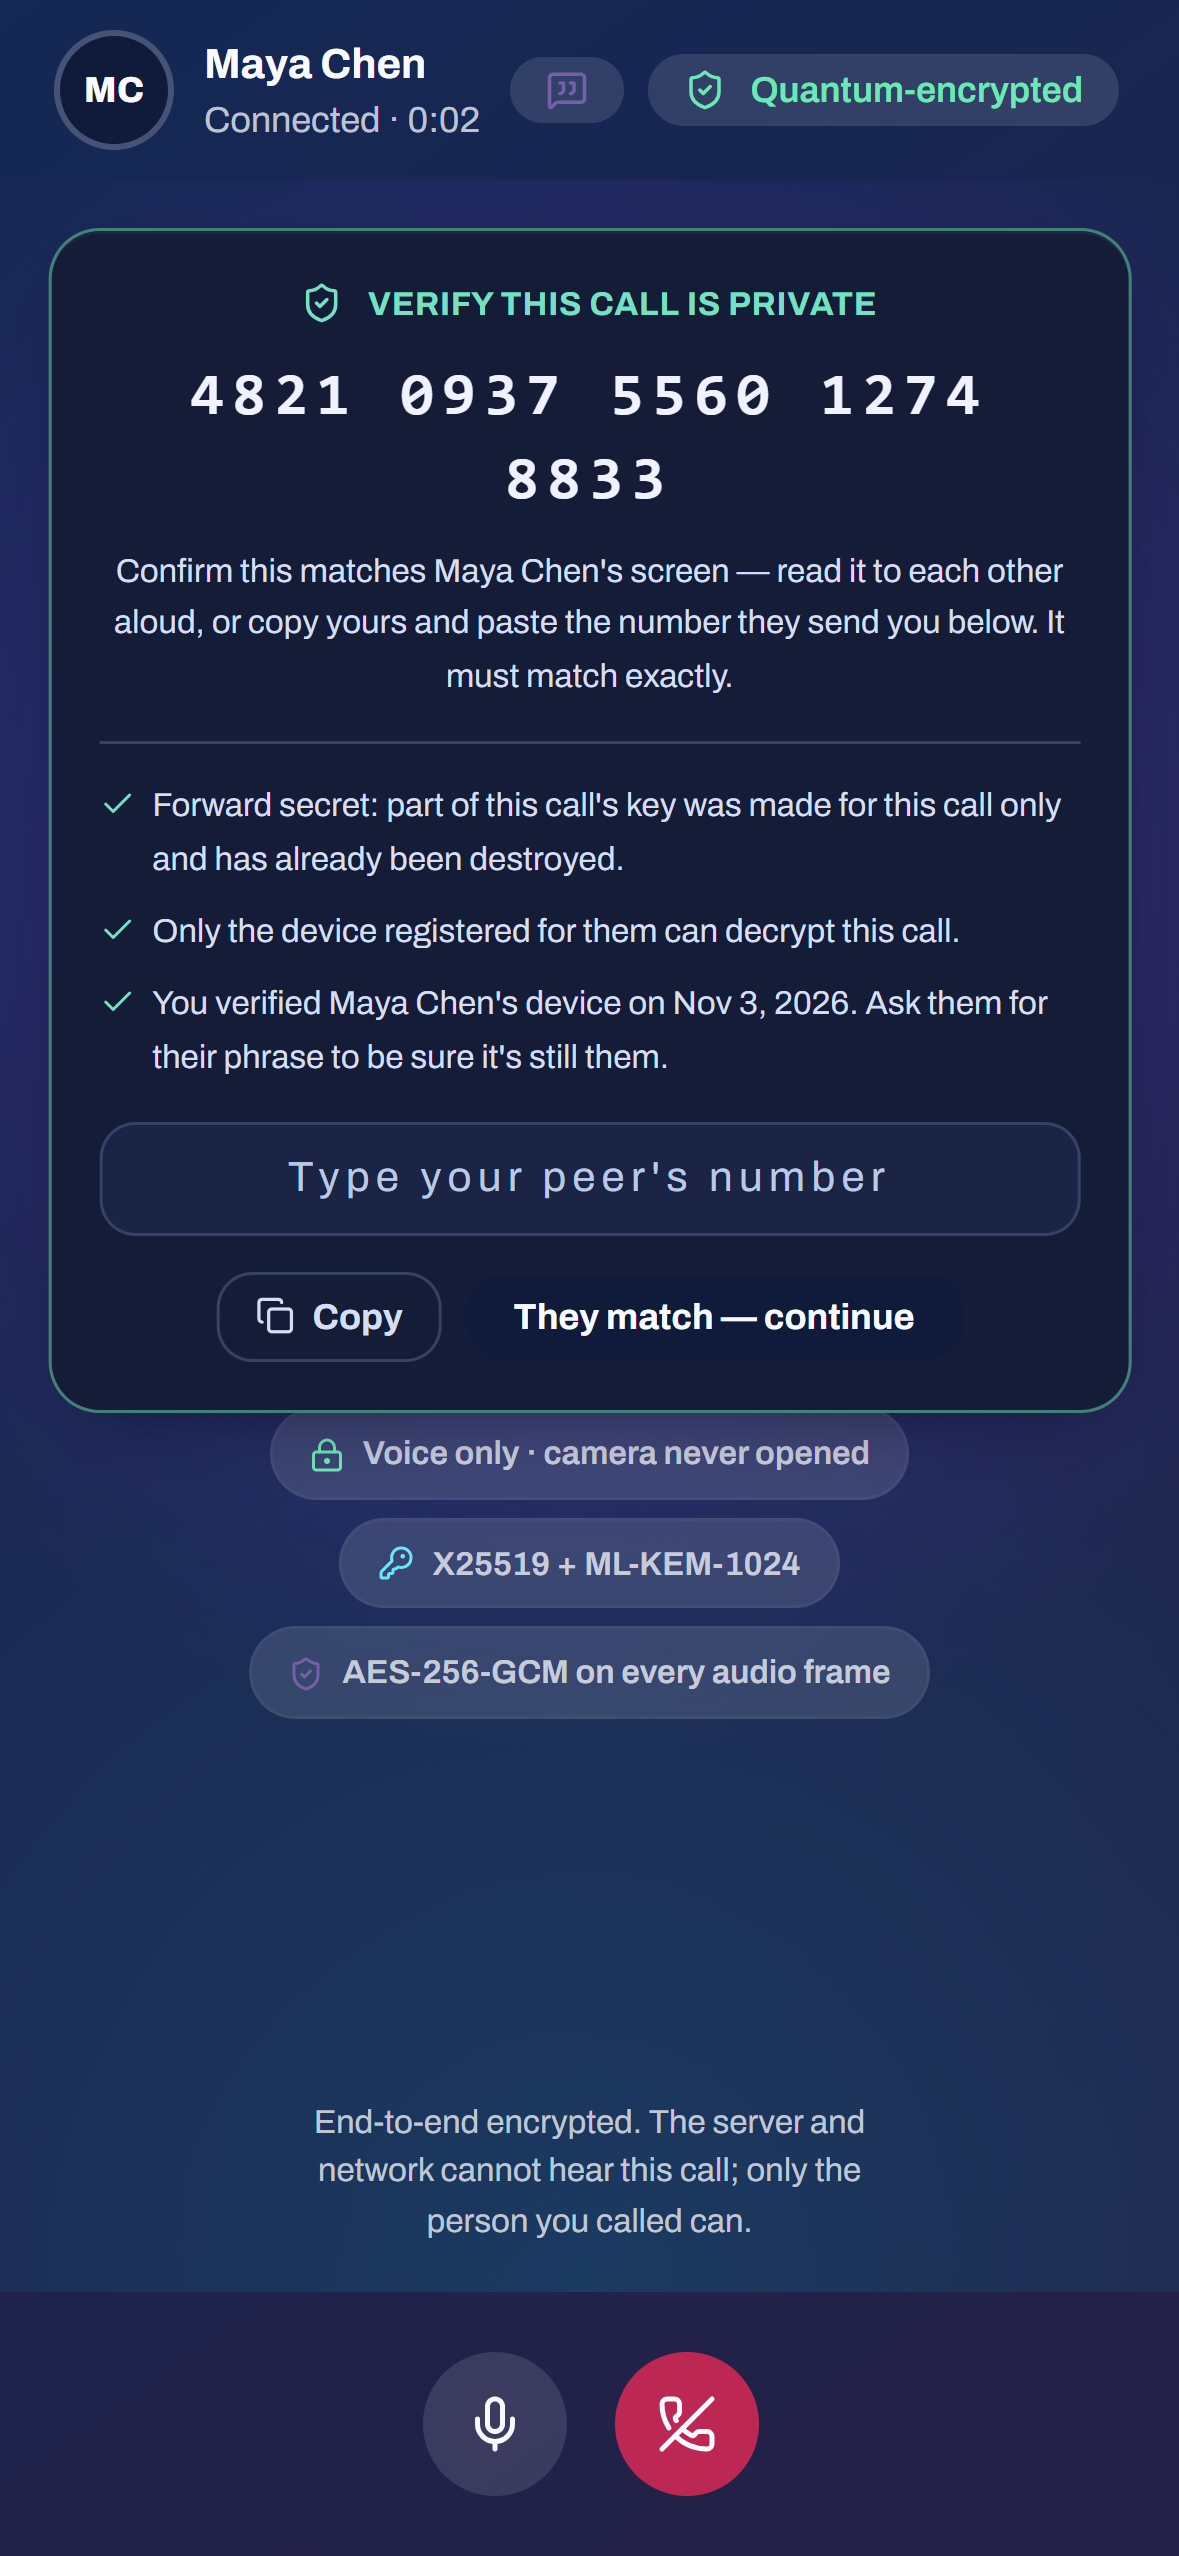 MC
Maya Chen
Connected · 0:02
Quantum-encrypted
VERIFY THIS CALL IS PRIVATE
4821 0937 5560 1274
8833
Confirm this matches Maya Chen's screen — read it to each other
aloud, or copy yours and paste the number they send you below. It
must match exactly.
Forward secret: part of this call's key was made for this call only
and has already been destroyed.
Only the device registered for them can decrypt this call.
You verified Maya Chen's device on Nov 3, 2026. Ask them for
their phrase to be sure it's still them.
Type your peer's number
Copy
They match — continue
Voice only · camera never opened
X25519 + ML-KEM-1024
AES-256-GCM on every audio frame
End-to-end encrypted. The server and
network cannot hear this call; only the
person you called can.